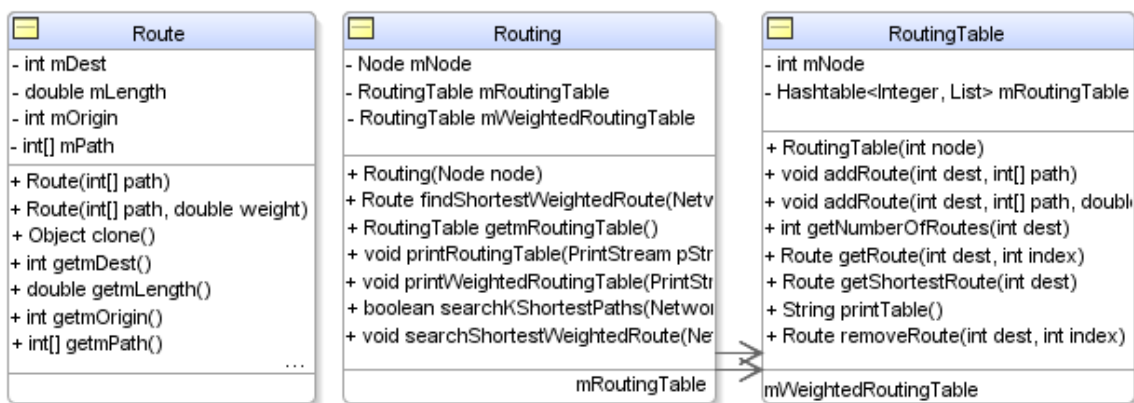 Route
- int mDest
- double mLength
- int mOrigin
- int[] mPath
+ Route(int[] path)
+ Route(int[] path, double weight)
+ Object clone()
+ int getmDest()
+ double getmLength()
+ int getmOrigin()
+ int[] getmPath()
...
Routing
- Node mNode
- RoutingTable mRoutingTable
- RoutingTable mWeightedRoutingTable
+ Routing(Node node)
+ Route findShortestWeightedRoute(Netv
+ RoutingTable getmRoutingTable()
+ void printRoutingTable(PrintStream pStr
+ void printWeightedRoutingTable(PrintStr
+ boolean searchKShortestPaths(Networ
+ void searchShortestWeightedRoute(Net
mRoutingTable
RoutingTable
- int mNode
- Hashtable<Integer, List> mRoutingTable
+ RoutingTable(int node)
+ void addRoute(int dest, int[] path)
+ void addRoute(int dest, int[] path, double
+ int getNumberOfRoutes(int dest)
+ Route getRoute(int dest, int index)
+ Route getShortestRoute(int dest)
+ String printTable()
+ Route removeRoute(int dest, int index)
mWeightedRoutingTable